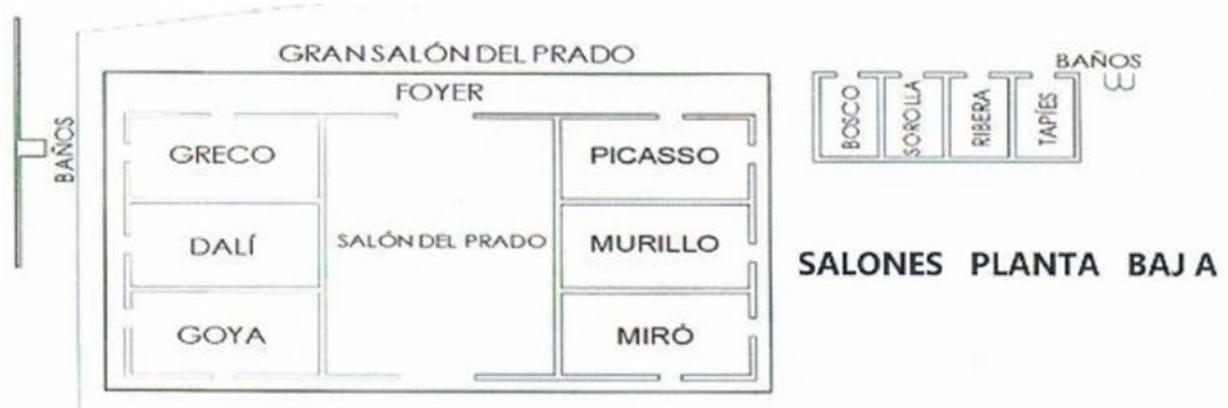 GRAN SALÓN DEL PRADO
FOYER
BAÑOS
GRECO
DALÍ
GOYA
SALÓN DEL PRADO
PICASSO
MURILLO
MIRÓ
BAÑOS
BOSCO
SOROLLA
RIBERA
TAPÍES
SALONES PLANTA BAJA